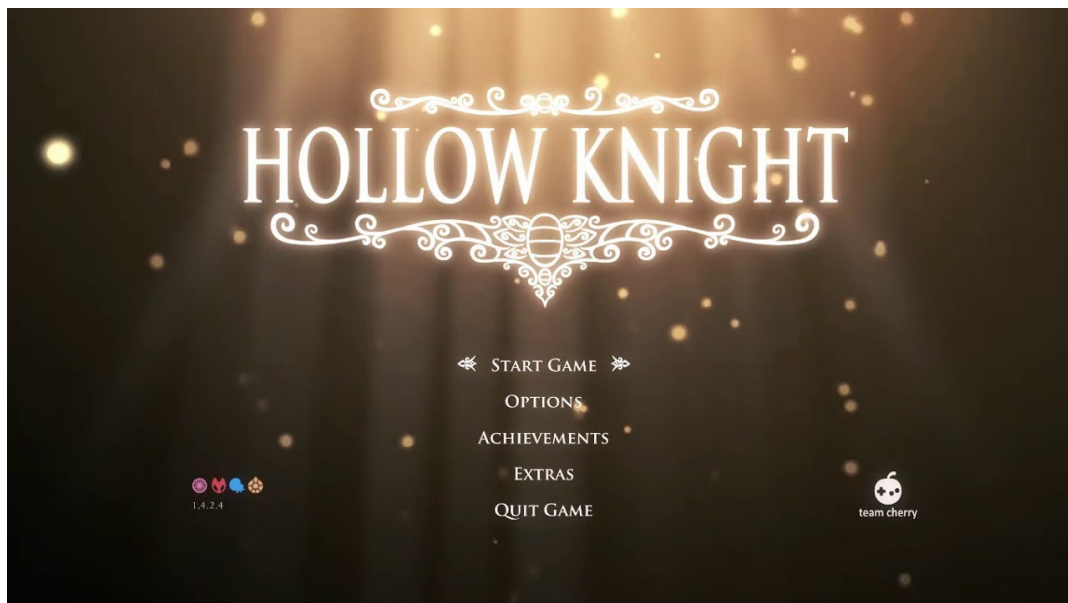 HOLLOW KNIGHT
START GAME
OPTIONS
ACHIEVEMENTS
EXTRAS
QUIT GAME
1.4.2.4
team cherry